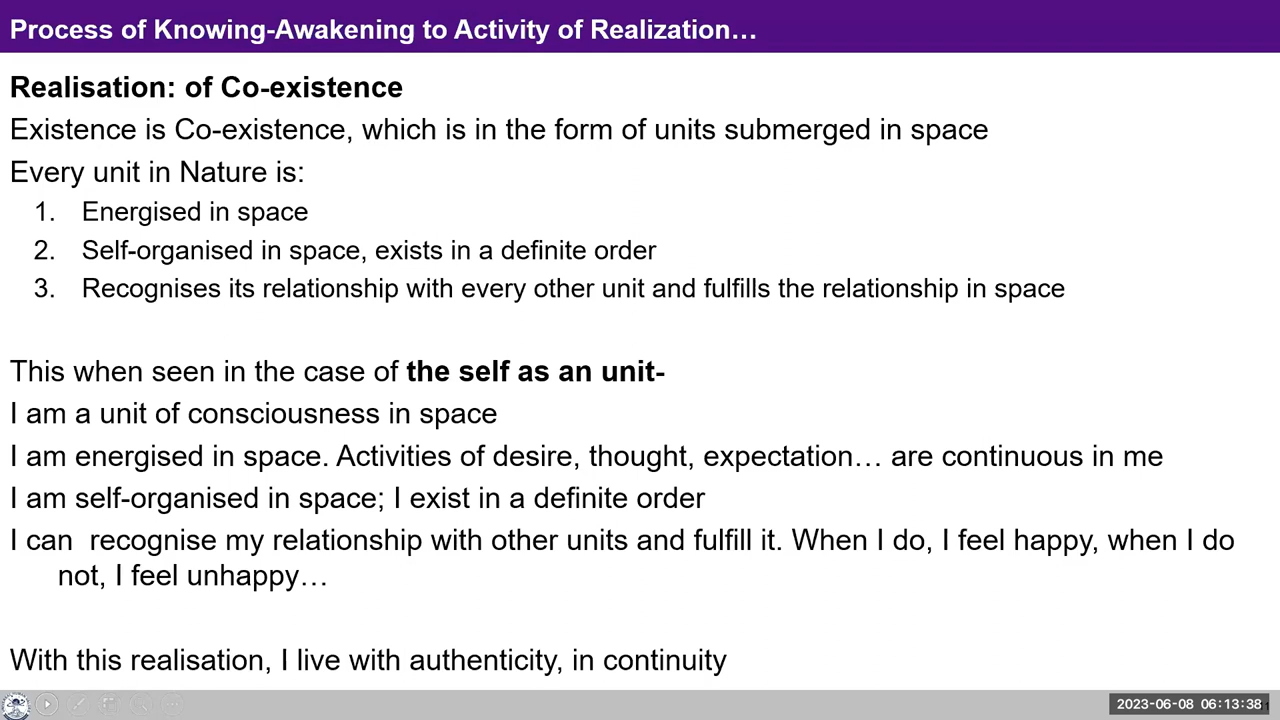 Process of Knowing-Awakening to Activity of Realization…
Realisation: of Co-existence
Existence is Co-existence, which is in the form of units submerged in space
Every unit in Nature is:
1. Energised in space
2. Self-organised in space, exists in a definite order
3. Recognises its relationship with every other unit and fulfills the relationship in space
This when seen in the case of the self as an unit-
I am a unit of consciousness in space
I am energised in space. Activities of desire, thought, expectation… are continuous in me
I am self-organised in space; I exist in a definite order
I can  recognise my relationship with other units and fulfill it. When I do, I feel happy, when I do
not, I feel unhappy…
With this realisation, I live with authenticity, in continuity
2023-06-08 06:13:38